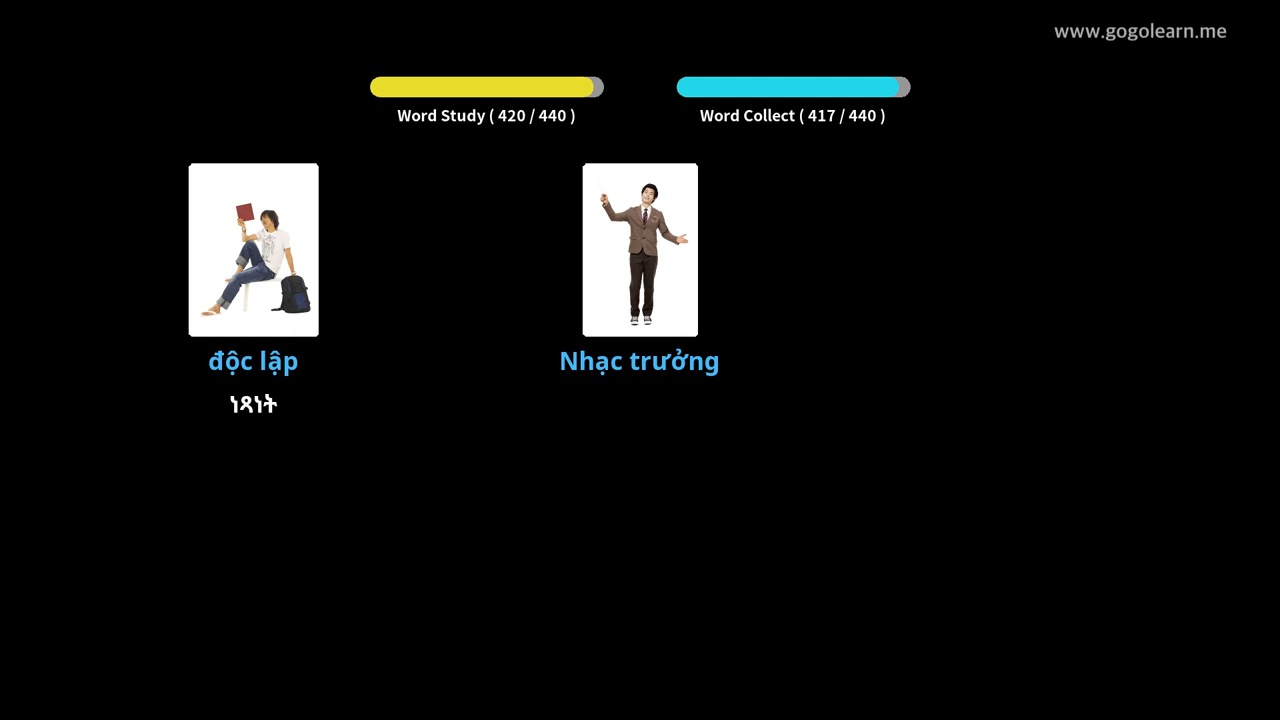 www.gogolearn.me
Word Study ( 420 / 440 )
Word Collect ( 417 / 440 )
độc lập
Nhạc trưởng
ነጻነት